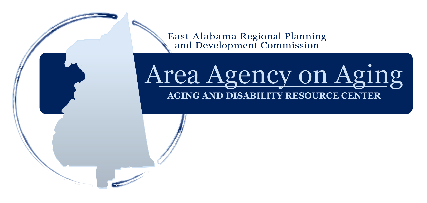 East Alabama Regional Planning
and Development Commission
Area Agency on Aging
AGING AND DISABILITY RESOURCE CENTER